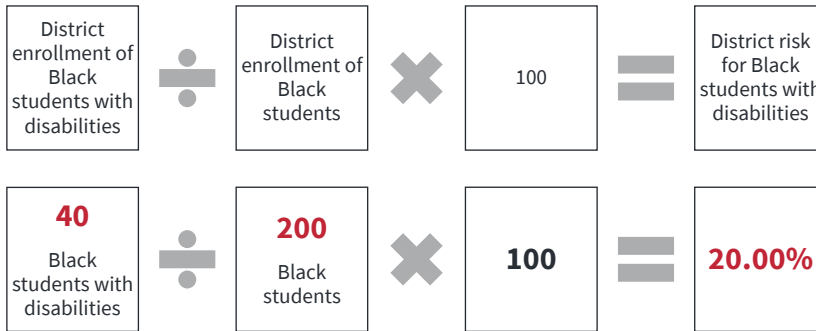 District
enrollment of
Black
students with
disabilities
District
enrollment of
Black
students
100
District risk
for Black
students with
disabilities
40
Black
students with
disabilities
200
Black
students
100
20.00%